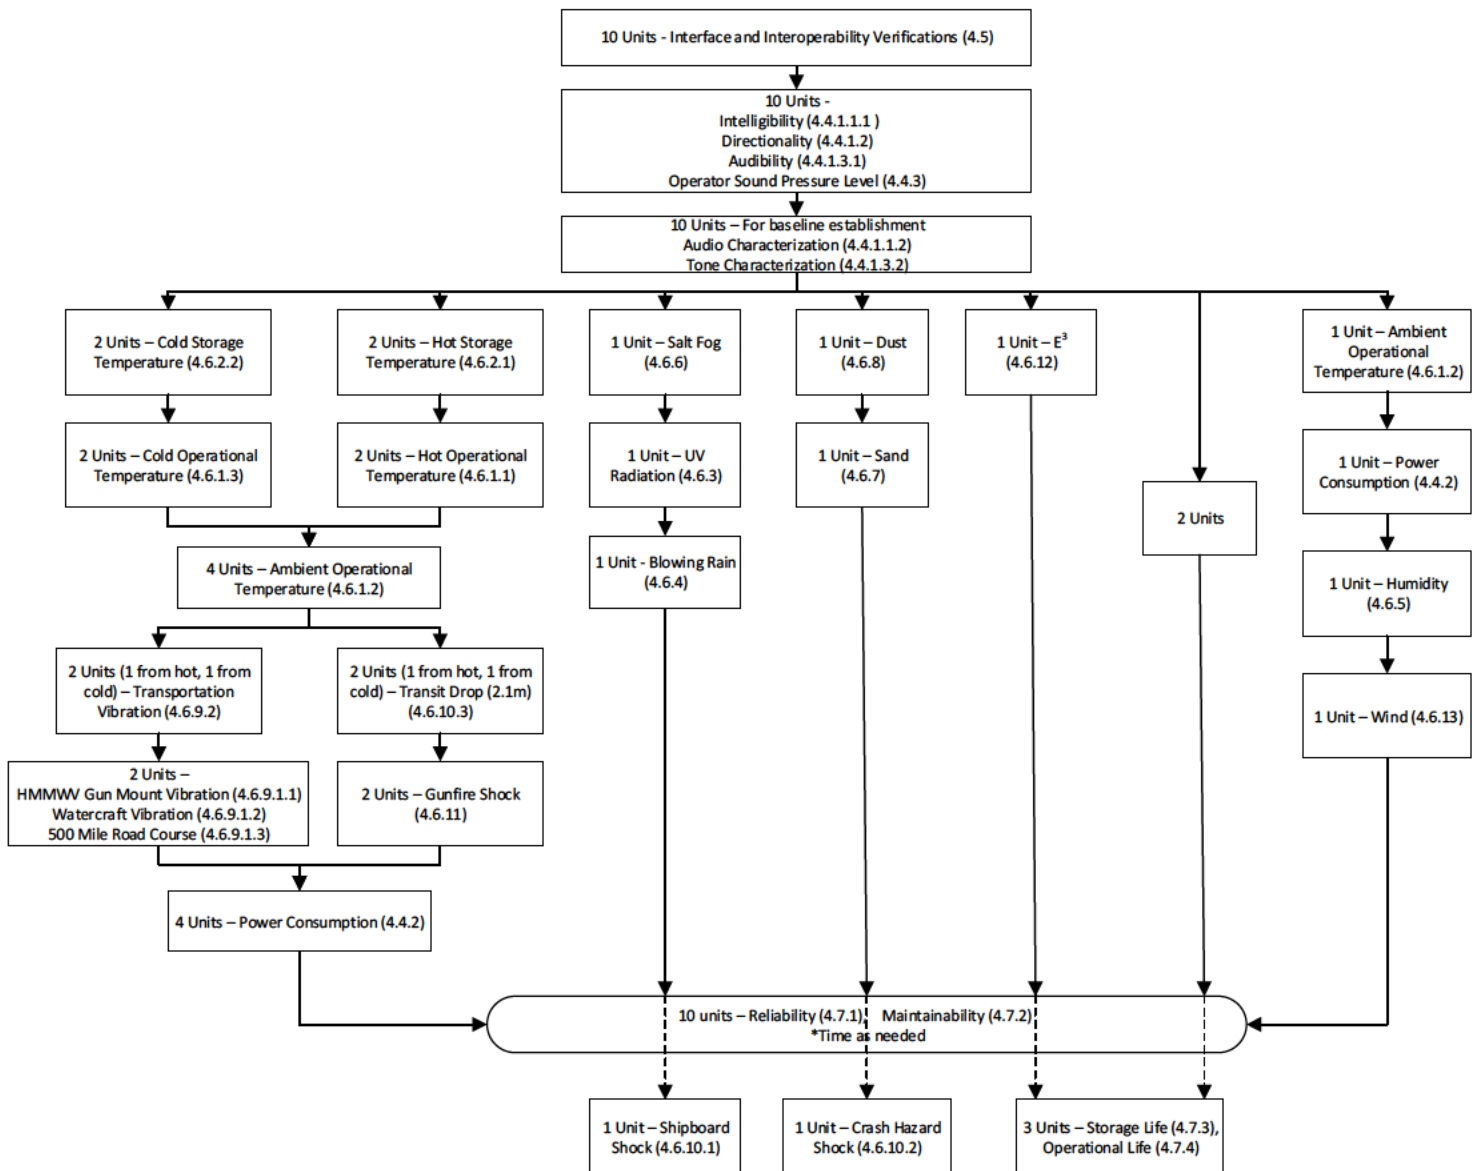 10 Units - Interface and Interoperability Verifications (4.5)
10 Units -
Intelligibility (4.4.1.1.1 )
Directionality (4.4.1.2)
Audibility (4.4.1.3.1)
Operator Sound Pressure Level (4.4.3)
10 Units – For baseline establishment
Audio Characterization (4.4.1.1.2)
Tone Characterization (4.4.1.3.2)
2 Units – Cold Storage
Temperature (4.6.2.2)
2 Units – Hot Storage
Temperature (4.6.2.1)
1 Unit – Salt Fog
(4.6.6)
1 Unit – Dust
(4.6.8)
1 Unit – E³
(4.6.12)
1 Unit – Ambient
Operational
Temperature (4.6.1.2)
2 Units – Cold Operational
Temperature (4.6.1.3)
2 Units – Hot Operational
Temperature (4.6.1.1)
1 Unit – UV
Radiation (4.6.3)
1 Unit – Sand
(4.6.7)
1 Unit – Power
Consumption (4.4.2)
2 Units
4 Units – Ambient Operational
Temperature (4.6.1.2)
1 Unit - Blowing Rain
(4.6.4)
1 Unit – Humidity
(4.6.5)
2 Units (1 from hot, 1 from
cold) – Transportation
Vibration (4.6.9.2)
2 Units (1 from hot, 1 from
cold) – Transit Drop (2.1m)
(4.6.10.3)
1 Unit – Wind (4.6.13)
2 Units –
HMMWV Gun Mount Vibration (4.6.9.1.1)
Watercraft Vibration (4.6.9.1.2)
500 Mile Road Course (4.6.9.1.3)
2 Units – Gunfire Shock
(4.6.11)
4 Units – Power Consumption (4.4.2)
10 units – Reliability (4.7.1), Maintainability (4.7.2)
*Time as needed
1 Unit – Shipboard
Shock (4.6.10.1)
1 Unit – Crash Hazard
Shock (4.6.10.2)
3 Units – Storage Life (4.7.3),
Operational Life (4.7.4)